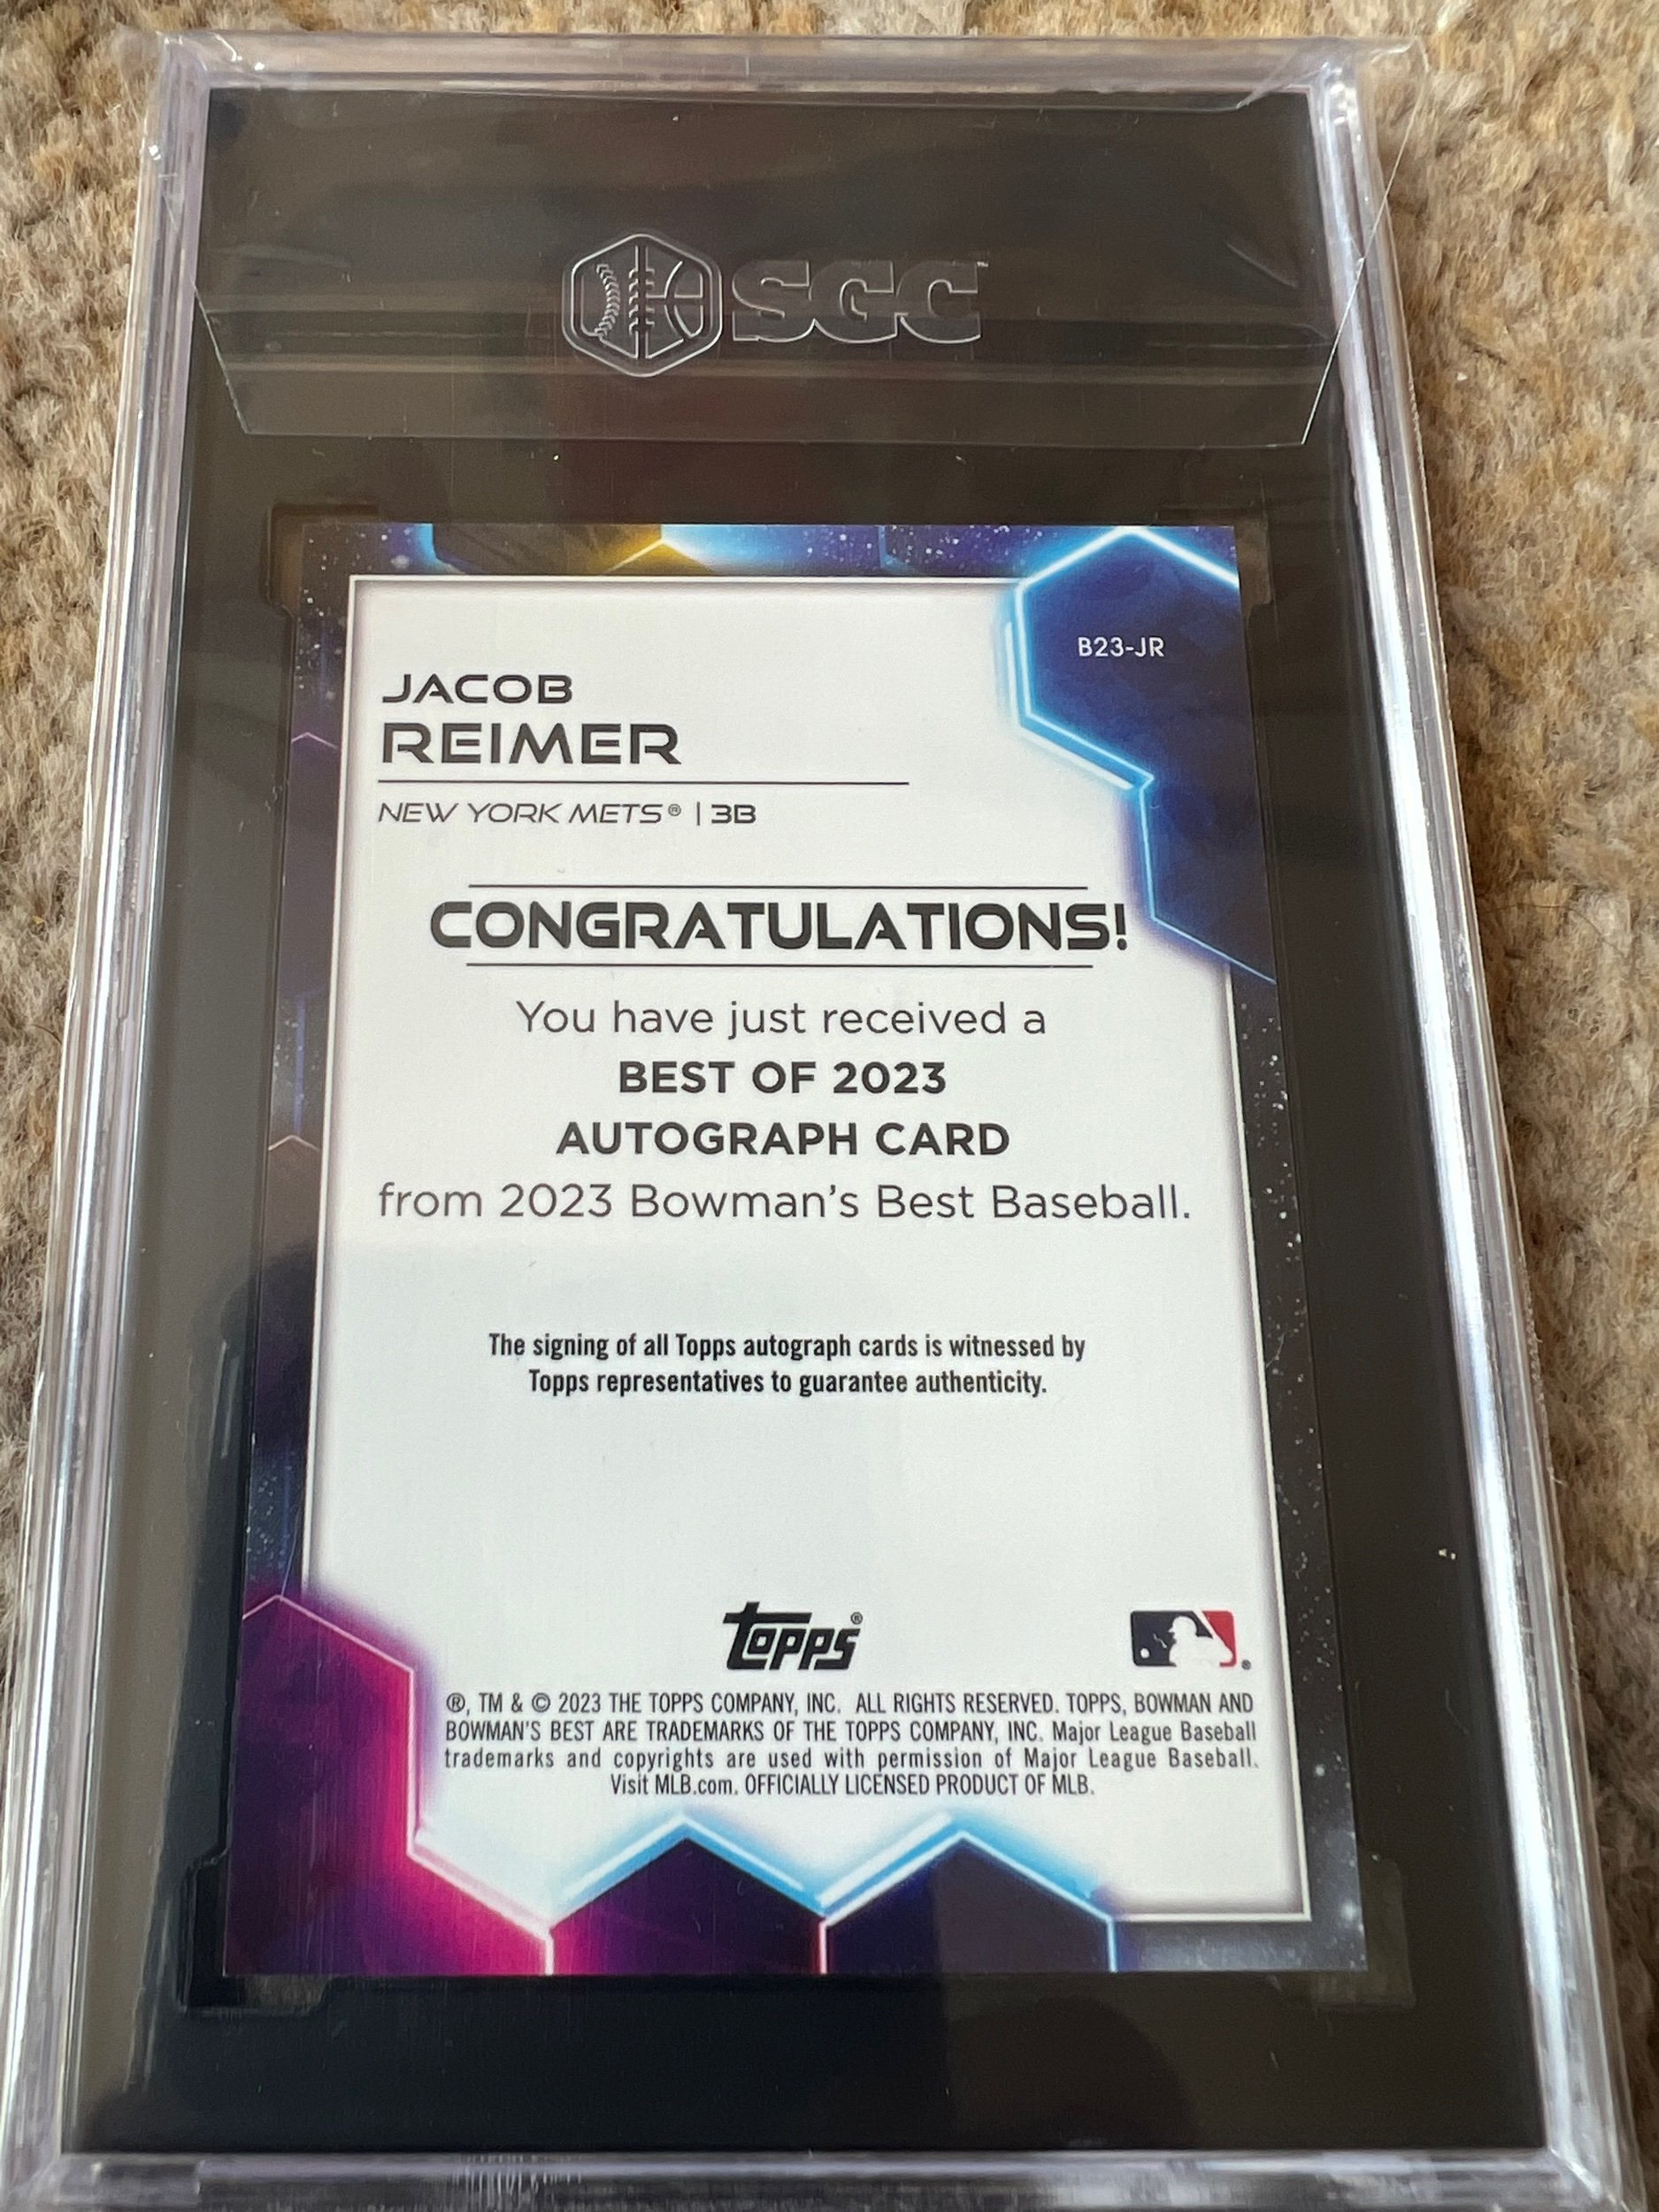 SGC™
B23-JR
JACOB
REIMER
NEW YORK METS® | 3B
CONGRATULATIONS!
You have just received a
BEST OF 2023
AUTOGRAPH CARD
from 2023 Bowman's Best Baseball.
The signing of all Topps autograph cards is witnessed by
Topps representatives to guarantee authenticity.
Topps®
®, TM & © 2023 THE TOPPS COMPANY, INC. ALL RIGHTS RESERVED. TOPPS, BOWMAN AND
BOWMAN'S BEST ARE TRADEMARKS OF THE TOPPS COMPANY, INC. Major League Baseball
trademarks and copyrights are used with permission of Major League Baseball.
Visit MLB.com. OFFICIALLY LICENSED PRODUCT OF MLB.